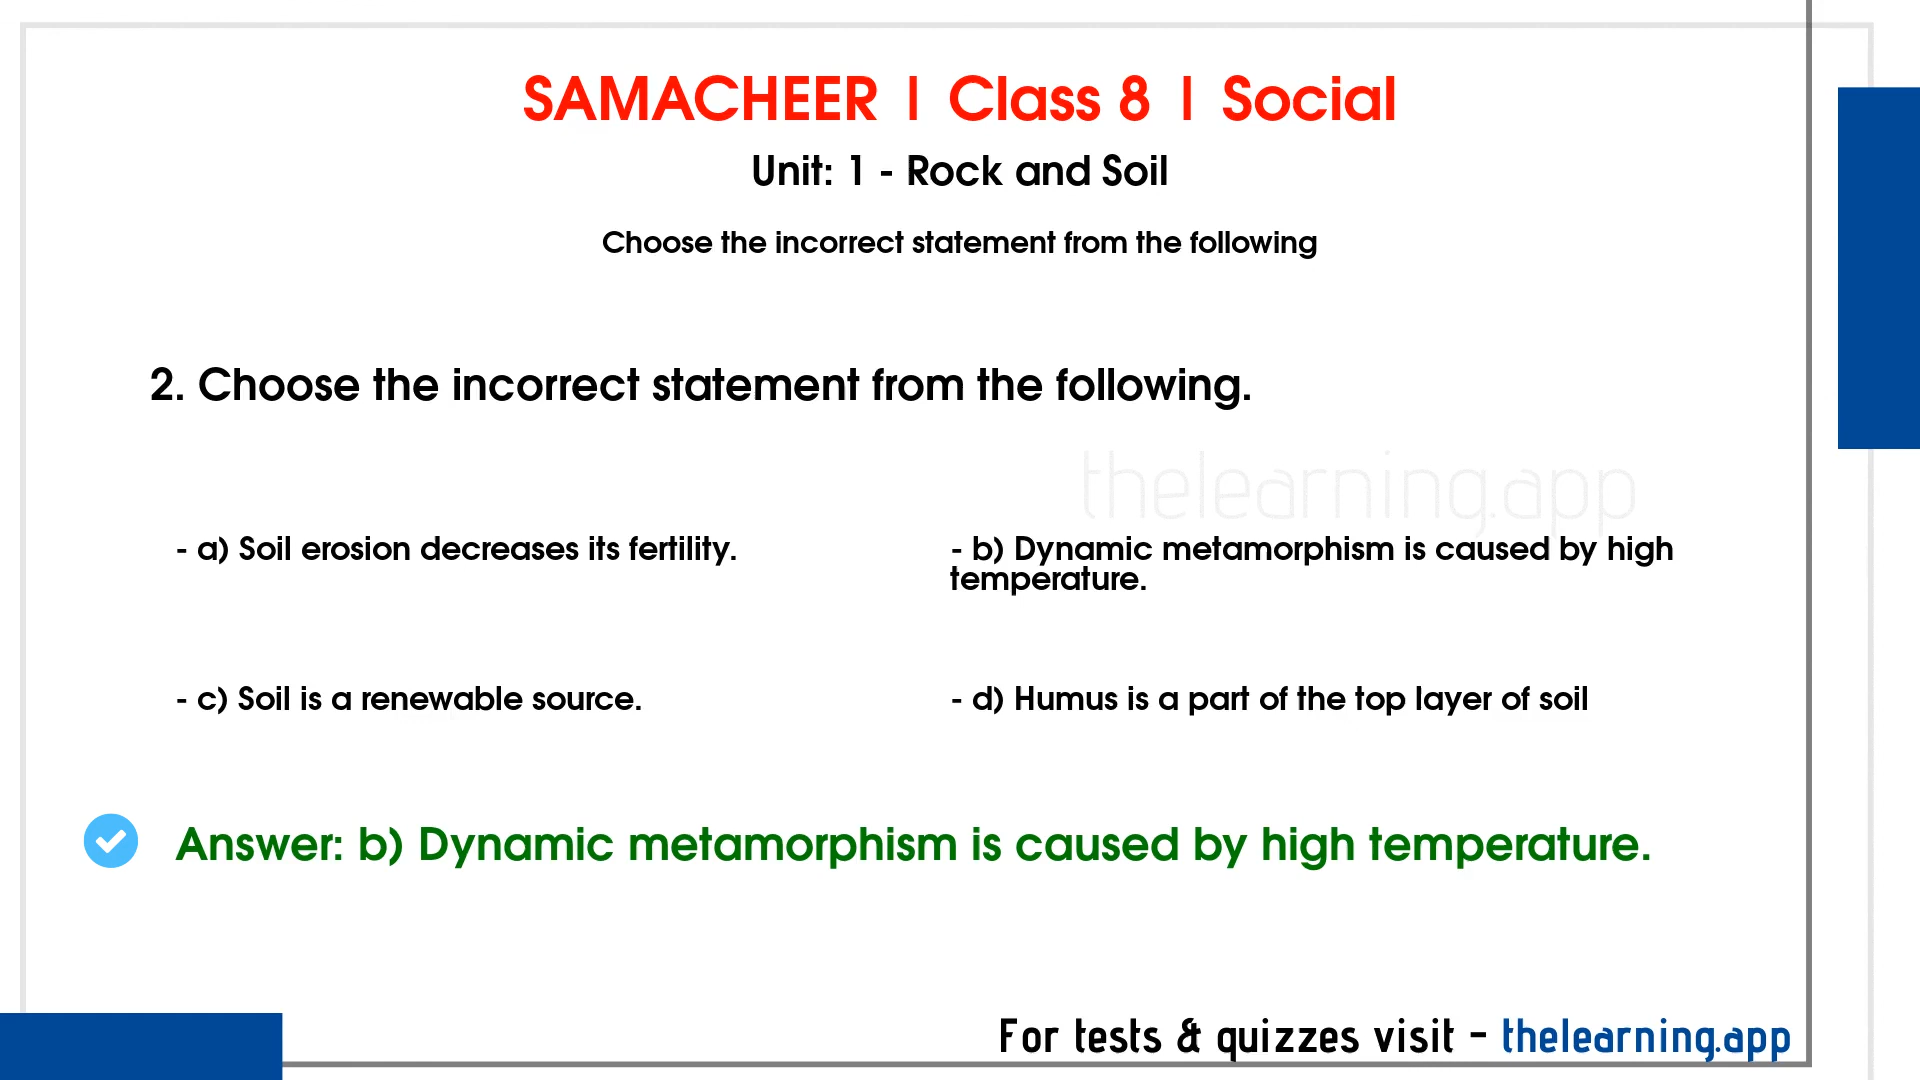 SAMACHEER | Class 8 | Social
Unit: 1 - Rock and Soil
Choose the incorrect statement from the following
2. Choose the incorrect statement from the following.
thelearning.app
- a) Soil erosion decreases its fertility.
- b) Dynamic metamorphism is caused by high
temperature.
- c) Soil is a renewable source.
- d) Humus is a part of the top layer of soil
Answer: b) Dynamic metamorphism is caused by high temperature.
For tests & quizzes visit - thelearning.app